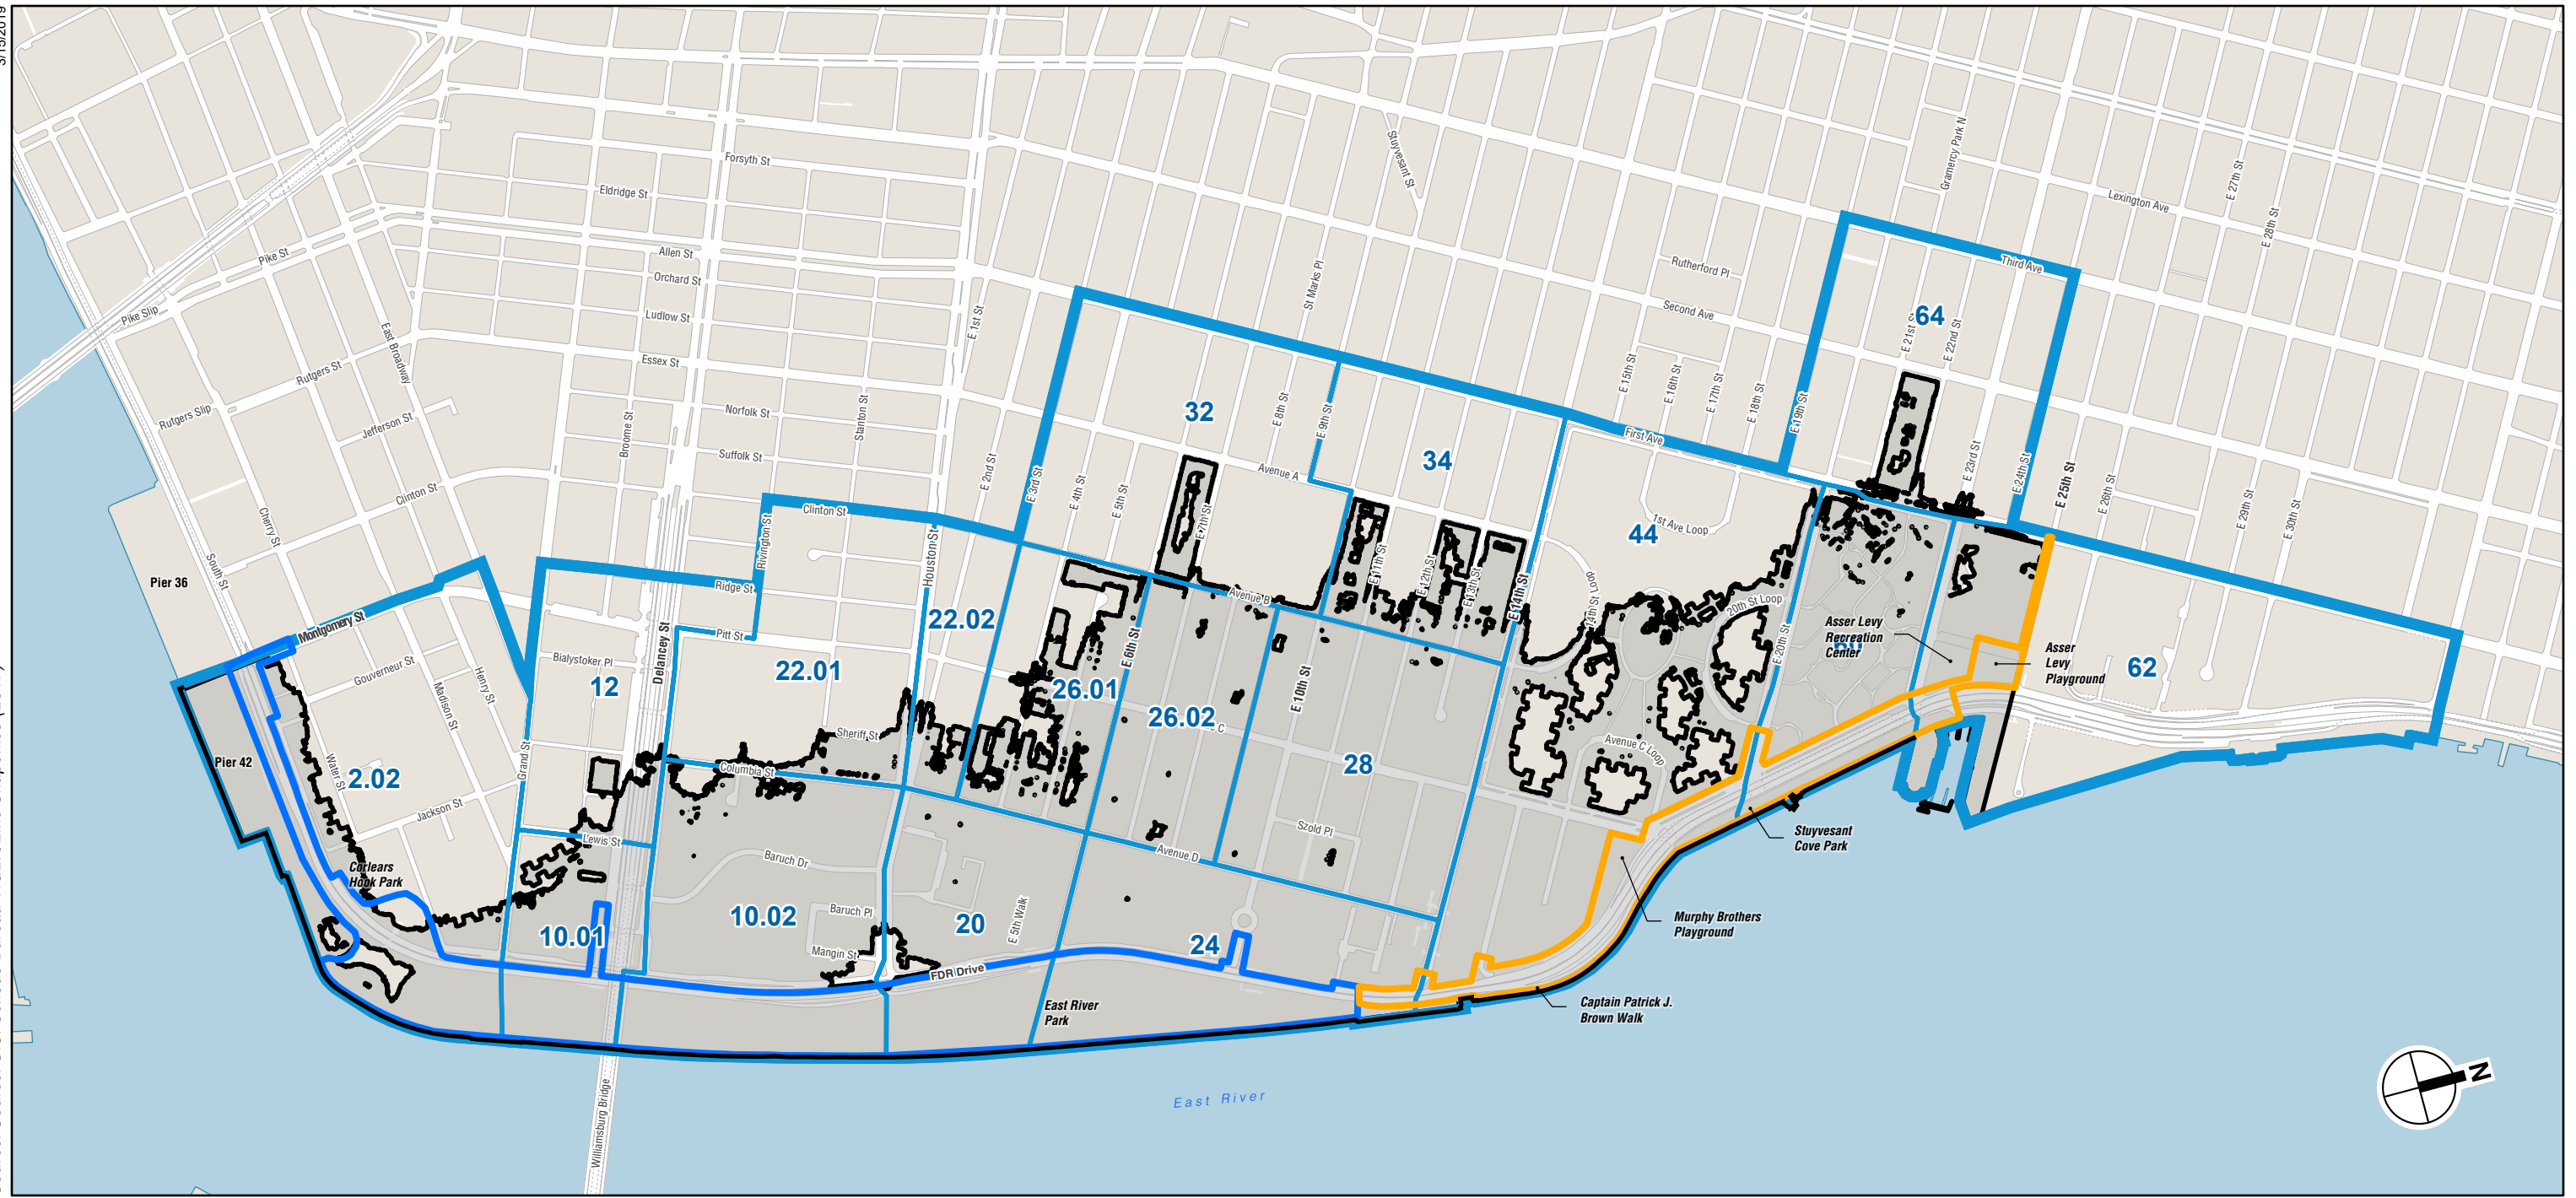 3/15/2019
Forsyth St
Eldridge St
Allen St
Orchard St
Ludlow St
Essex St
Norfolk St
Suffolk St
Pike St
Pike Slip
East Broadway
Rutgers St
Rutgers Slip
Jefferson St
Clinton St
Cherry St
South St
Broome St
Stanton St
Rivington St
Clinton St
Houston St
Ridge St
Pitt St
Delancey St
Bialystoker Pl
Pier 36
Montgomery St
Gouverneur St
Madison St
Henry St
Water St
Jackson St
Grand St
Pier 42
2.02
Corlears
Hook Park
12
22.01
22.02
Sheriff St
Columbia St
Lewis St
Baruch Dr
Baruch Pl
Mangin St
10.01
10.02
20
E 5th Walk
FDR Drive
East River
Park
Williamsburg Bridge
East River
E 1st St
E 2nd St
E 3rd St
E 4th St
E 5th St
E 6th St
E 7th St
E 8th St
St Marks Pl
E 9th St
E 10th St
E 11th St
E 12th St
E 13th St
E 14th St
Stuyvesant St
32
34
Avenue A
Avenue B
26.01
26.02
C
28
Szold Pl
Avenue D
24
44
First Ave
1st Ave Loop
14th St Loop
20th St Loop
Avenue C Loop
Rutherford Pl
Second Ave
E 15th St
E 16th St
E 17th St
E 18th St
E 19th St
E 20th St
E 21st St
E 22nd St
E 23rd St
E 24th St
E 25th St
E 26th St
E 27th St
E 28th St
E 29th St
E 30th St
Gramercy Park N
Lexington Ave
Third Ave
64
60
62
Asser Levy
Recreation
Center
Asser
Levy
Playground
Stuyvesant
Cove Park
Murphy Brothers
Playground
Captain Patrick J.
Brown Walk
N